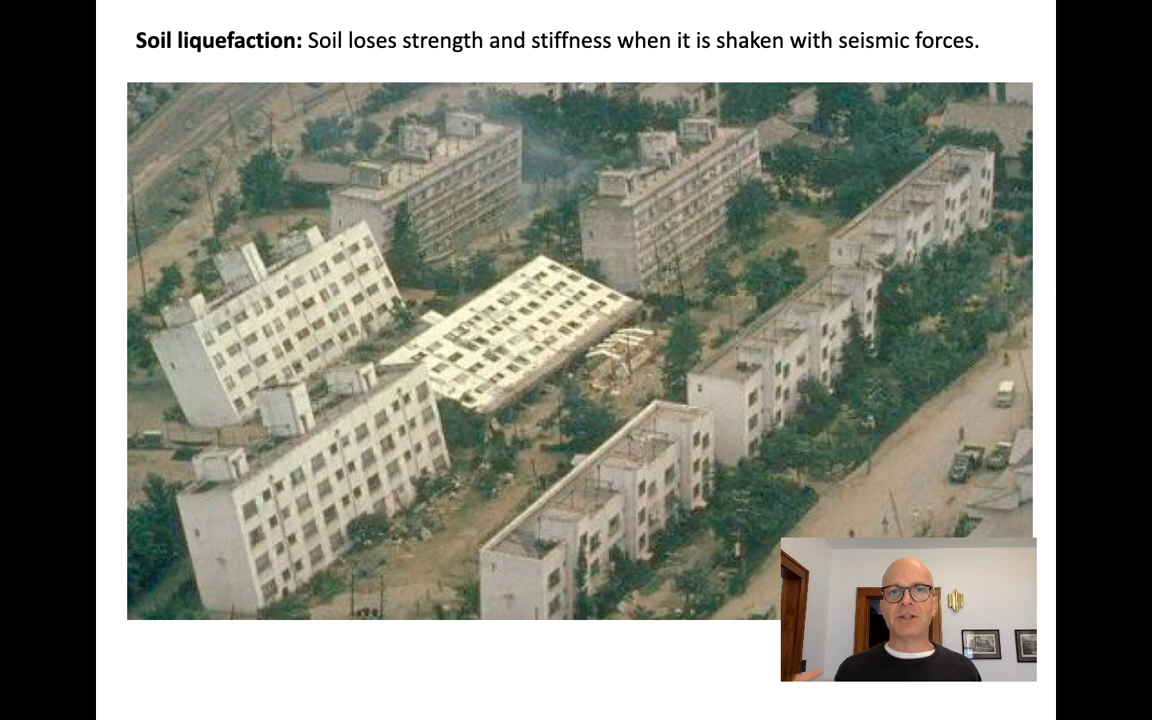 Soil liquefaction: Soil loses strength and stiffness when it is shaken with seismic forces.